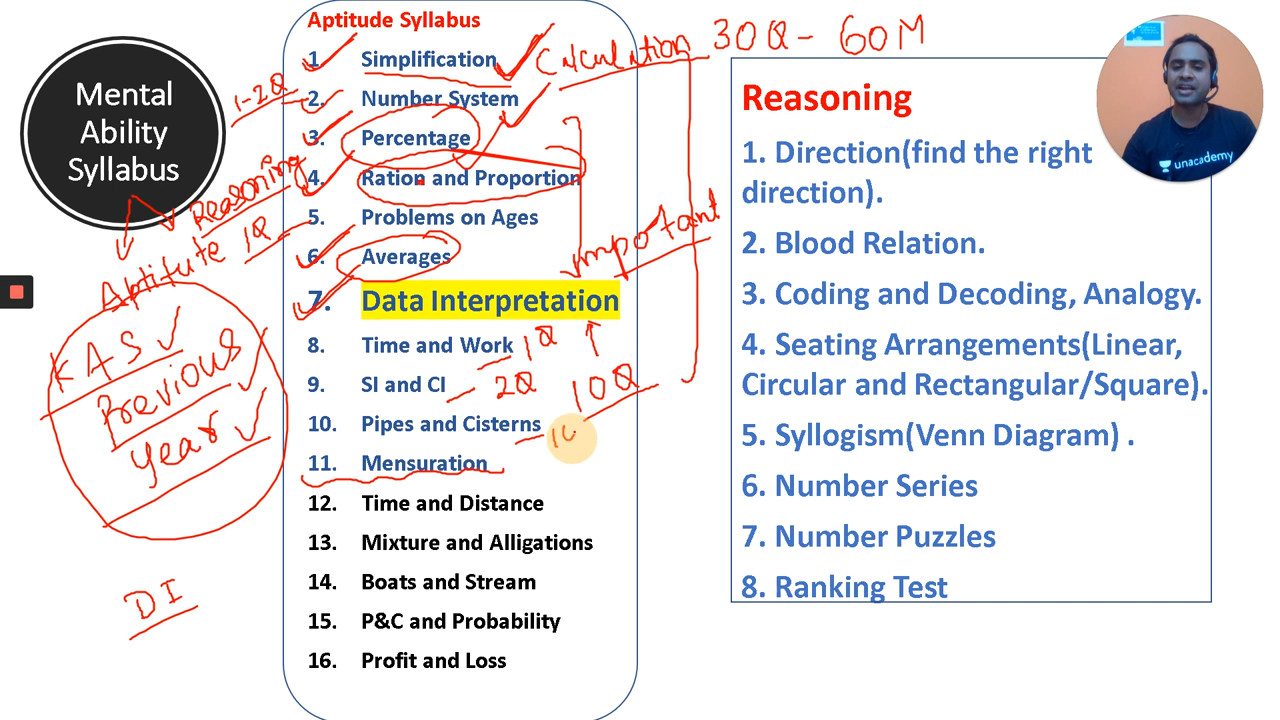 Mental
Ability
Syllabus
Aptitude Syllabus
1 Simplification
2. Number System
3. Percentage
4. Ration and Proportion
5. Problems on Ages
6. Averages
7. Data Interpretation
8. Time and Work
9. SI and CI
10. Pipes and Cisterns
11. Mensuration
12. Time and Distance
13. Mixture and Alligations
14. Boats and Stream
15. P&C and Probability
16. Profit and Loss
Calculation 30Q - 60M
1-2Q
Reasoning
Aptitute 1Q
important
1Q
2Q
10Q
KAS
Previous
year
DI
Reasoning
1. Direction(find the right
direction).
2. Blood Relation.
3. Coding and Decoding, Analogy.
4. Seating Arrangements(Linear,
Circular and Rectangular/Square).
5. Syllogism(Venn Diagram) .
6. Number Series
7. Number Puzzles
8. Ranking Test
unacademy